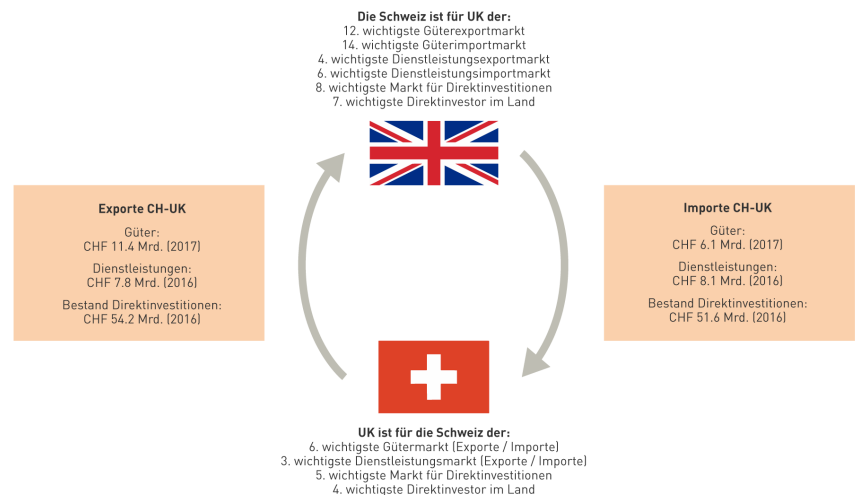 Die Schweiz ist für UK der:
12. wichtigste Güterexportmarkt
14. wichtigste Güterimportmarkt
4. wichtigste Dienstleistungsexportmarkt
6. wichtigste Dienstleistungsimportmarkt
8. wichtigste Markt für Direktinvestitionen
7. wichtigste Direktinvestor im Land
Exporte CH-UK
Güter:
CHF 11.4 Mrd. (2017)
Dienstleistungen:
CHF 7.8 Mrd. (2016)
Bestand Direktinvestitionen:
CHF 54.2 Mrd. (2016)
Importe CH-UK
Güter:
CHF 6.1 Mrd. (2017)
Dienstleistungen:
CHF 8.1 Mrd. (2016)
Bestand Direktinvestitionen:
CHF 51.6 Mrd. (2016)
UK ist für die Schweiz der:
6. wichtigste Gütermarkt (Exporte / Importe)
3. wichtigste Dienstleistungsmarkt (Exporte / Importe)
5. wichtigste Markt für Direktinvestitionen
4. wichtigste Direktinvestor im Land